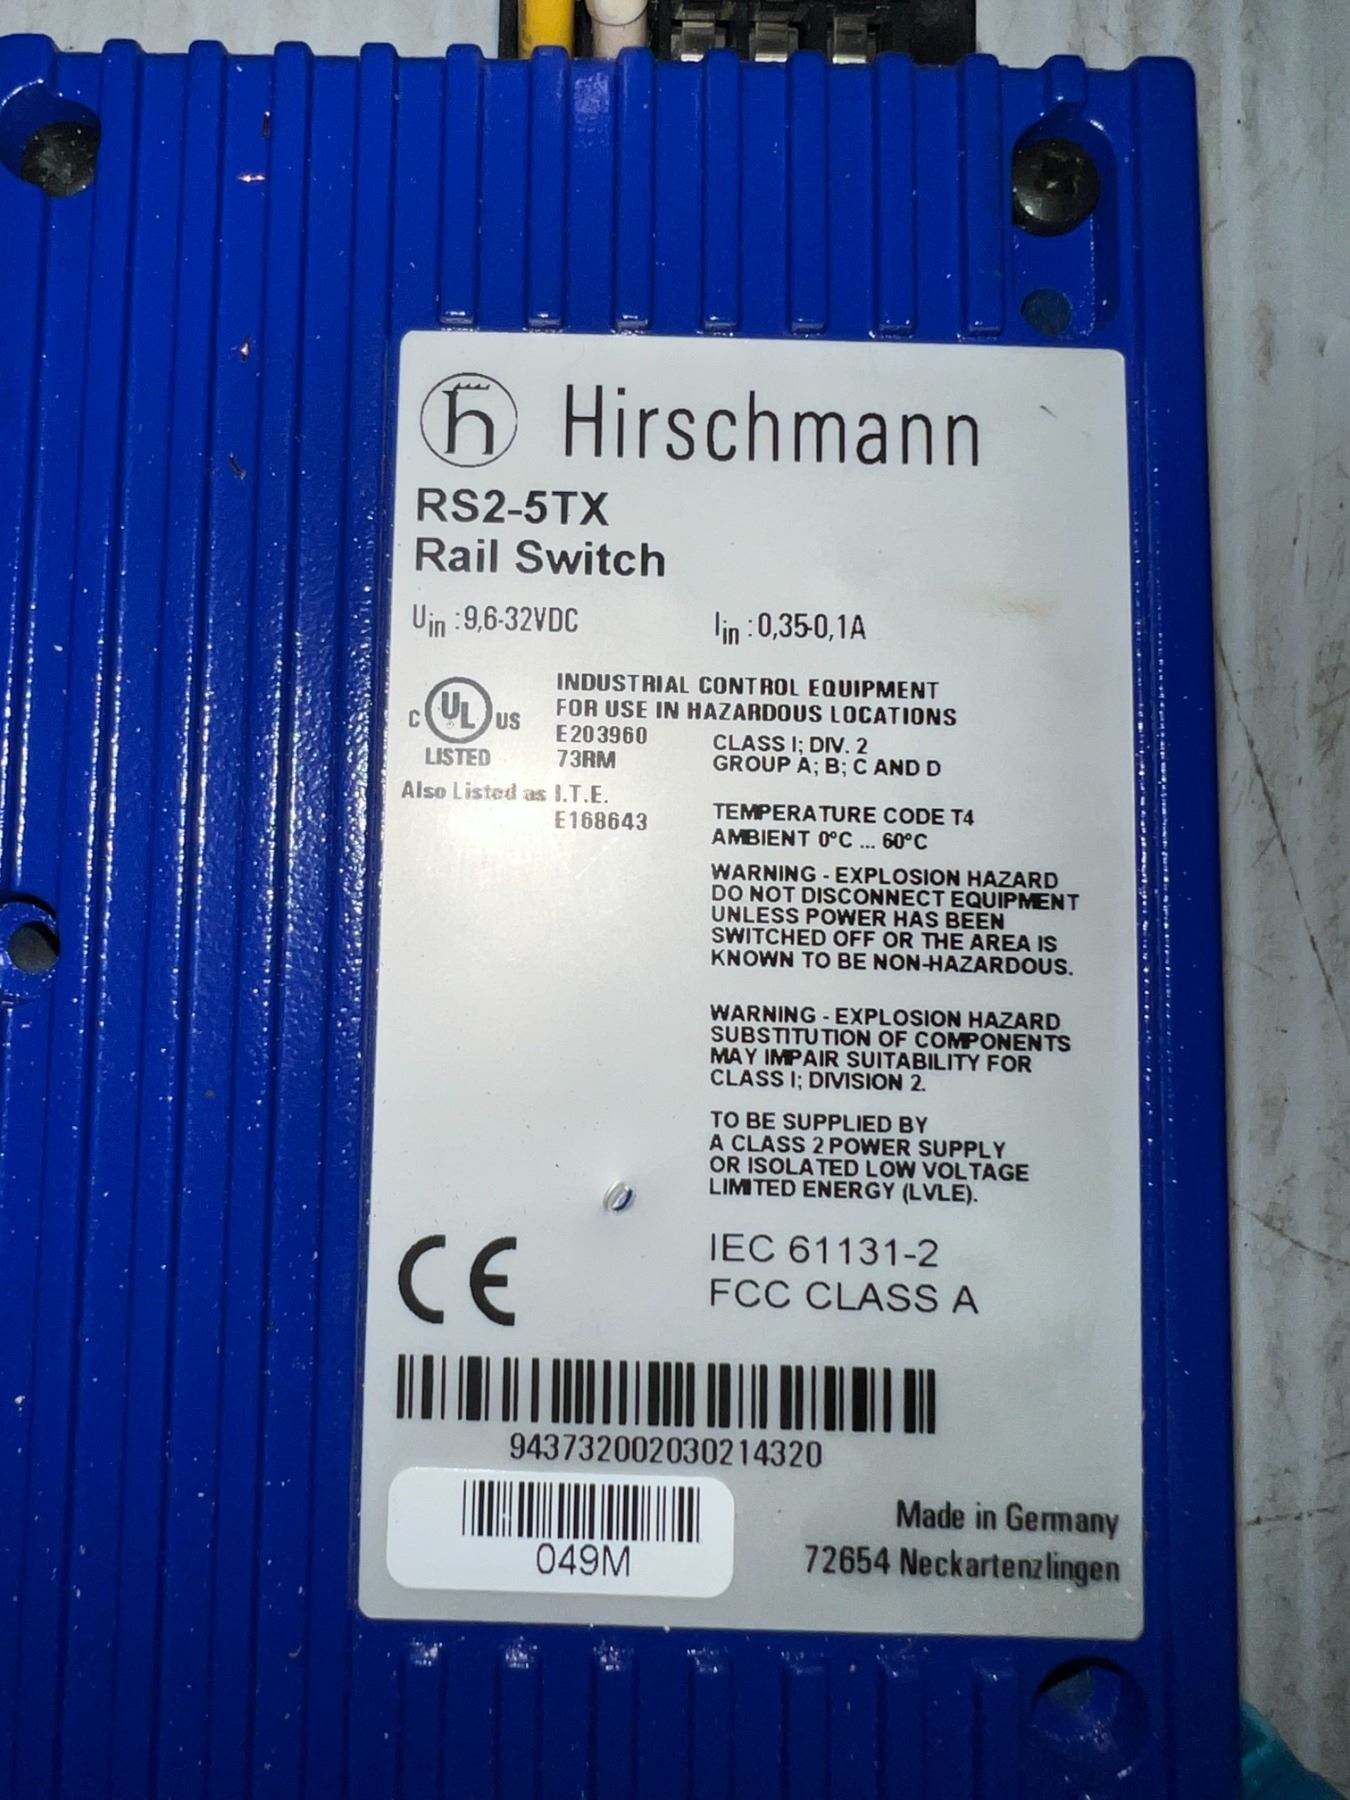 h Hirschmann
RS2-5TX
Rail Switch
Uin :9,6-32VDC Iin :0,35-0,1A
INDUSTRIAL CONTROL EQUIPMENT
FOR USE IN HAZARDOUS LOCATIONS
C UL US
LISTED
E203960
73RM
CLASS I; DIV. 2
GROUP A; B; C AND D
Also Listed as I.T.E.
E168643
TEMPERATURE CODE T4
AMBIENT 0°C ... 60°C
WARNING - EXPLOSION HAZARD
DO NOT DISCONNECT EQUIPMENT
UNLESS POWER HAS BEEN
SWITCHED OFF OR THE AREA IS
KNOWN TO BE NON-HAZARDOUS.
WARNING - EXPLOSION HAZARD
SUBSTITUTION OF COMPONENTS
MAY IMPAIR SUITABILITY FOR
CLASS I; DIVISION 2.
TO BE SUPPLIED BY
A CLASS 2 POWER SUPPLY
OR ISOLATED LOW VOLTAGE
LIMITED ENERGY (LVLE).
CE
IEC 61131-2
FCC CLASS A
943732002030214320
049M
Made in Germany
72654 Neckartenzlingen